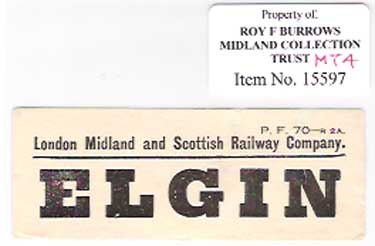 Property of:
ROY F BURROWS
MIDLAND COLLECTION
TRUST MT4
Item No. 15597
P. F. 70—R 2A.
London Midland and Scottish Railway Company.
ELGIN